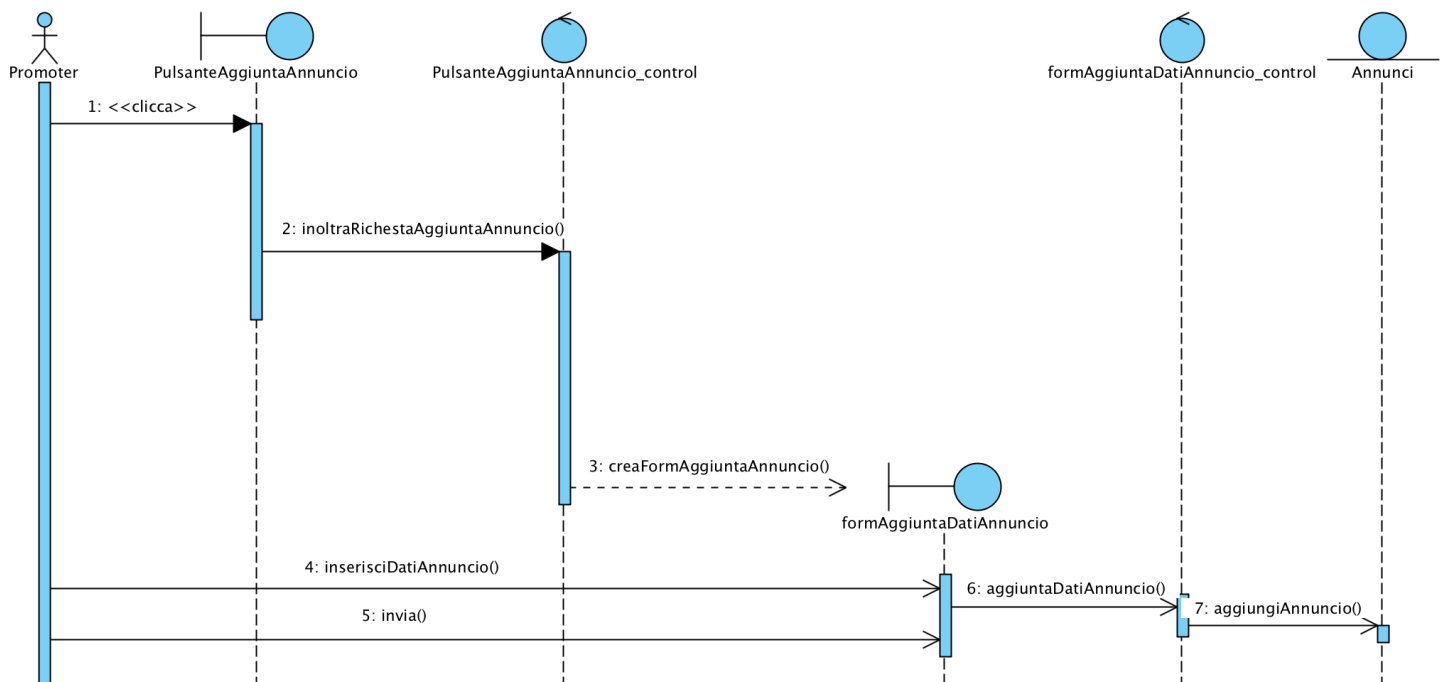 Promoter
PulsanteAggiuntaAnnuncio
PulsanteAggiuntaAnnuncio_control
formAggiuntaDatiAnnuncio_control
Annunci
1: <<clicca>>
2: inoltraRichestaAggiuntaAnnuncio()
3: creaFormAggiuntaAnnuncio()
formAggiuntaDatiAnnuncio
4: inserisciDatiAnnuncio()
6: aggiuntaDatiAnnuncio()
7: aggiungiAnnuncio()
5: invia()